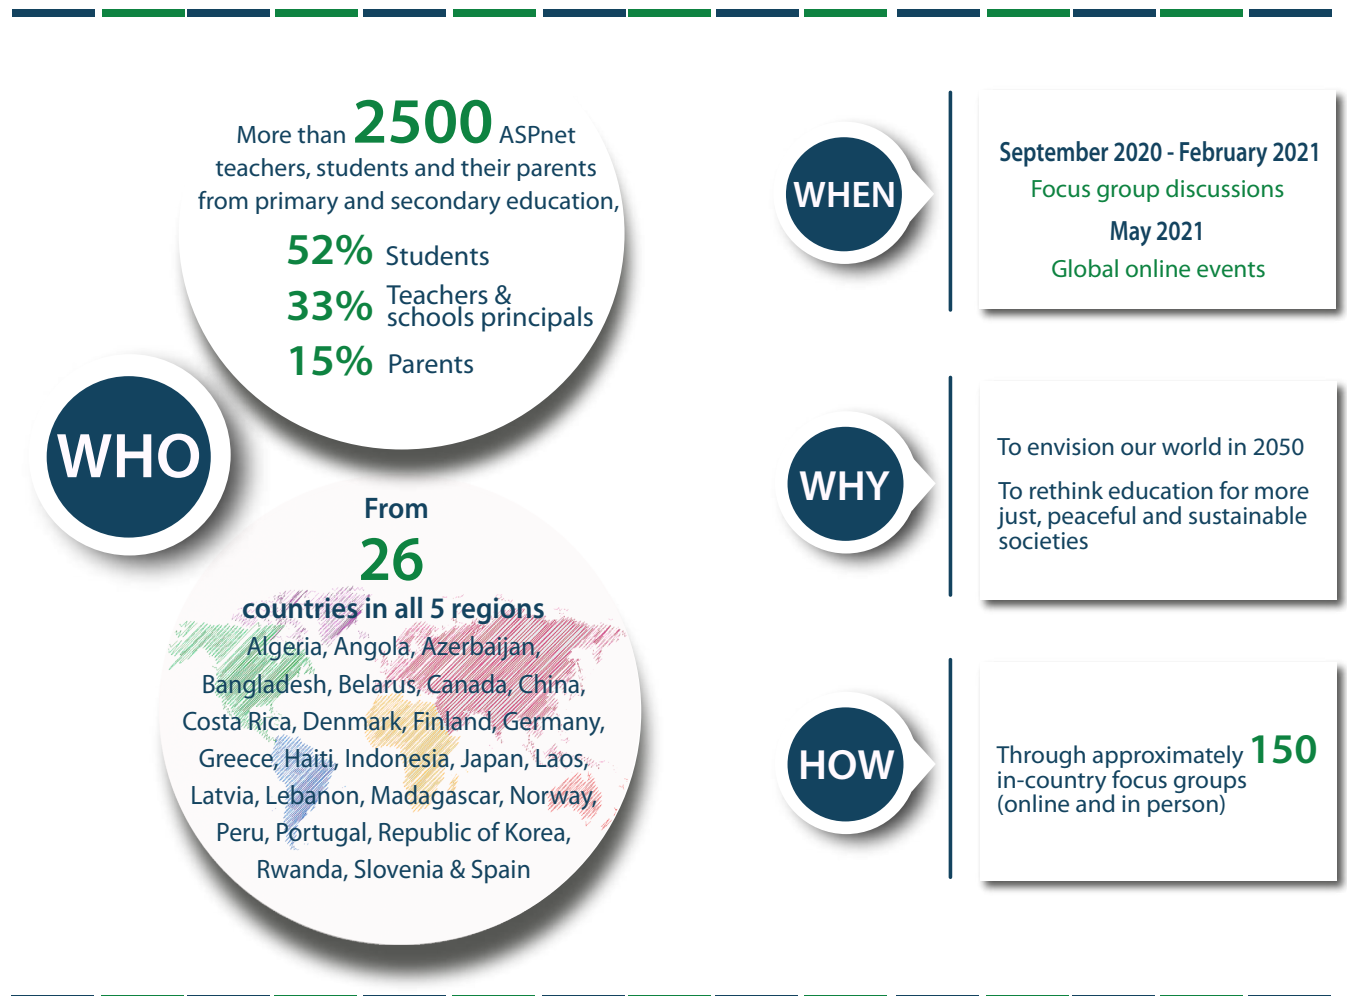 WHO
More than 2500 ASPnet
teachers, students and their parents
from primary and secondary education,
52% Students
33% Teachers &
schools principals
15% Parents
From
26
countries in all 5 regions
Algeria, Angola, Azerbaijan,
Bangladesh, Belarus, Canada, China,
Costa Rica, Denmark, Finland, Germany,
Greece, Haiti, Indonesia, Japan, Laos,
Latvia, Lebanon, Madagascar, Norway,
Peru, Portugal, Republic of Korea,
Rwanda, Slovenia & Spain
WHEN
September 2020 - February 2021
Focus group discussions
May 2021
Global online events
WHY
To envision our world in 2050
To rethink education for more
just, peaceful and sustainable
societies
HOW
Through approximately 150
in-country focus groups
(online and in person)